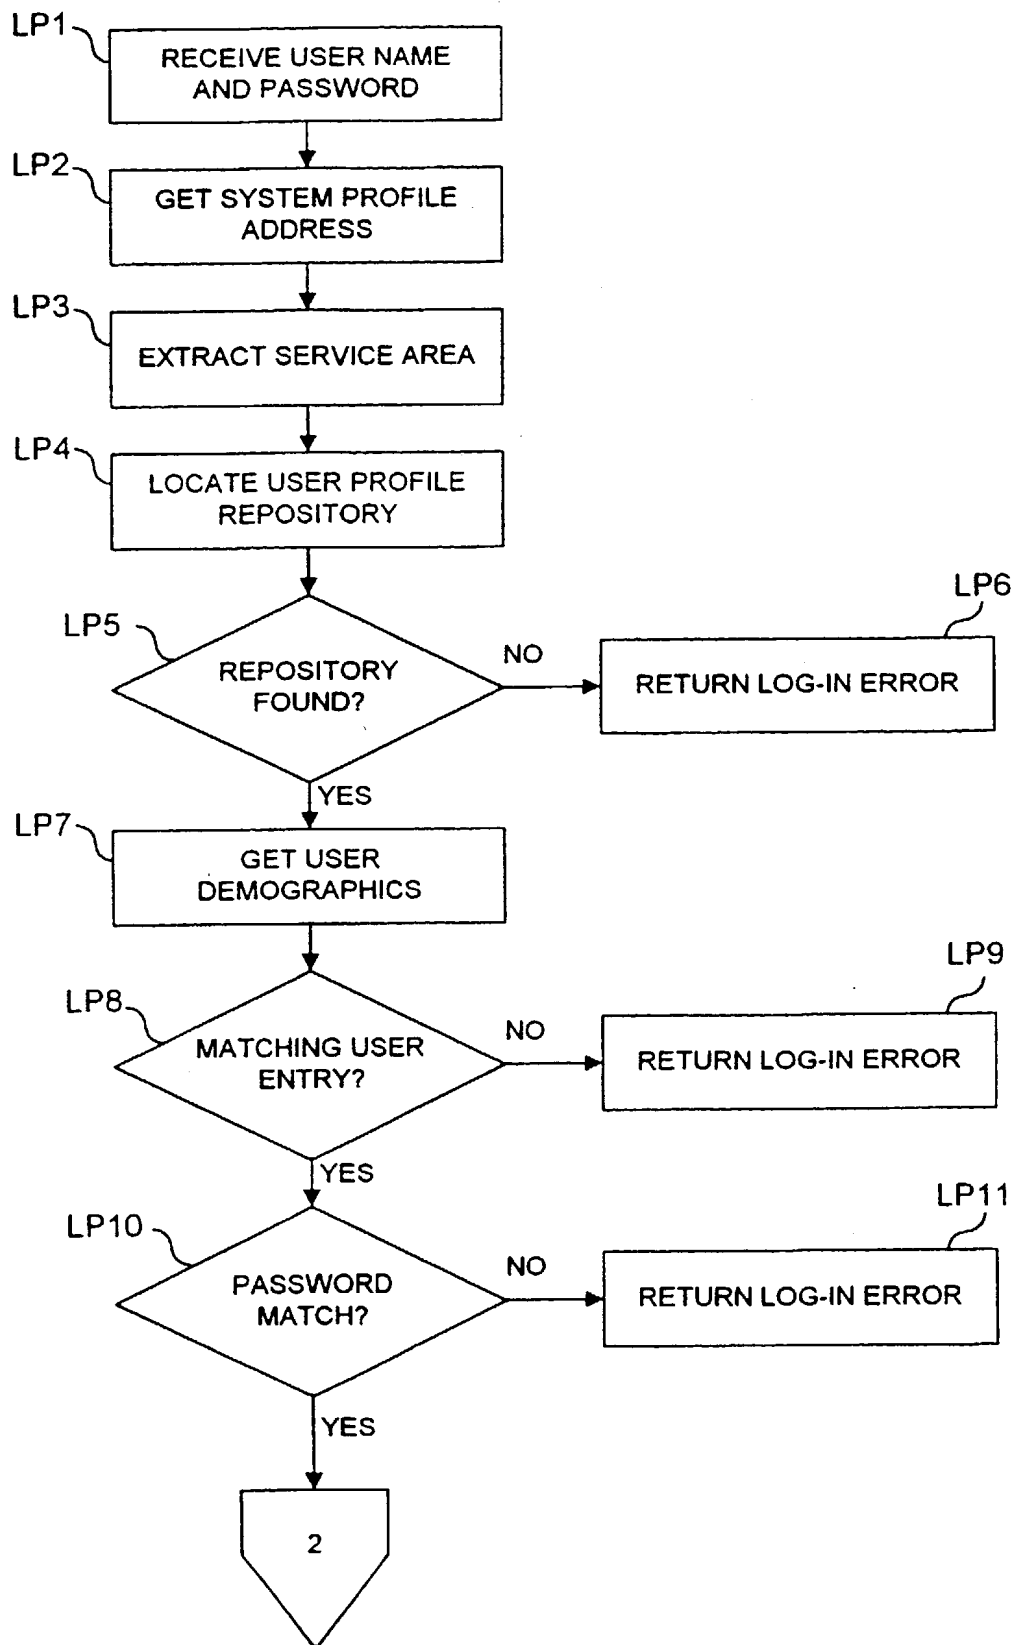 LP1
RECEIVE USER NAME
AND PASSWORD
LP2
GET SYSTEM PROFILE
ADDRESS
LP3
EXTRACT SERVICE AREA
LP4
LOCATE USER PROFILE
REPOSITORY
LP5
REPOSITORY
FOUND?
NO
LP6
RETURN LOG-IN ERROR
YES
LP7
GET USER
DEMOGRAPHICS
LP8
MATCHING USER
ENTRY?
NO
LP9
RETURN LOG-IN ERROR
YES
LP10
PASSWORD
MATCH?
NO
LP11
RETURN LOG-IN ERROR
YES
2